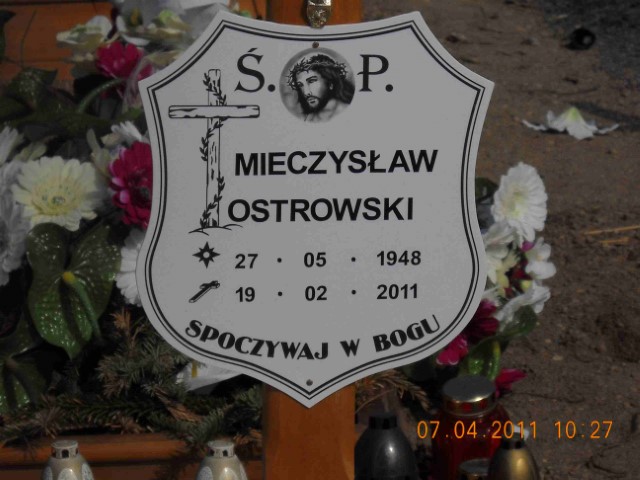 Ś. P.
MIECZYSŁAW
OSTROWSKI
27 · 05 · 1948
19 · 02 · 2011
SPOCZYWAJ W BOGU
07.04.2011 10:27